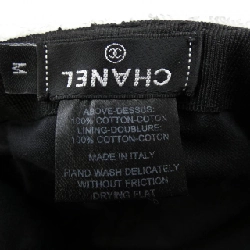 M
CHANEL
ABOVE-DESSUS:
100% COTTON-COTON
LINING-DOUBLURE:
100% COTTON-COTON
MADE IN ITALY
HAND WASH DELICATELY
WITHOUT FRICTION
DRYING FLAT